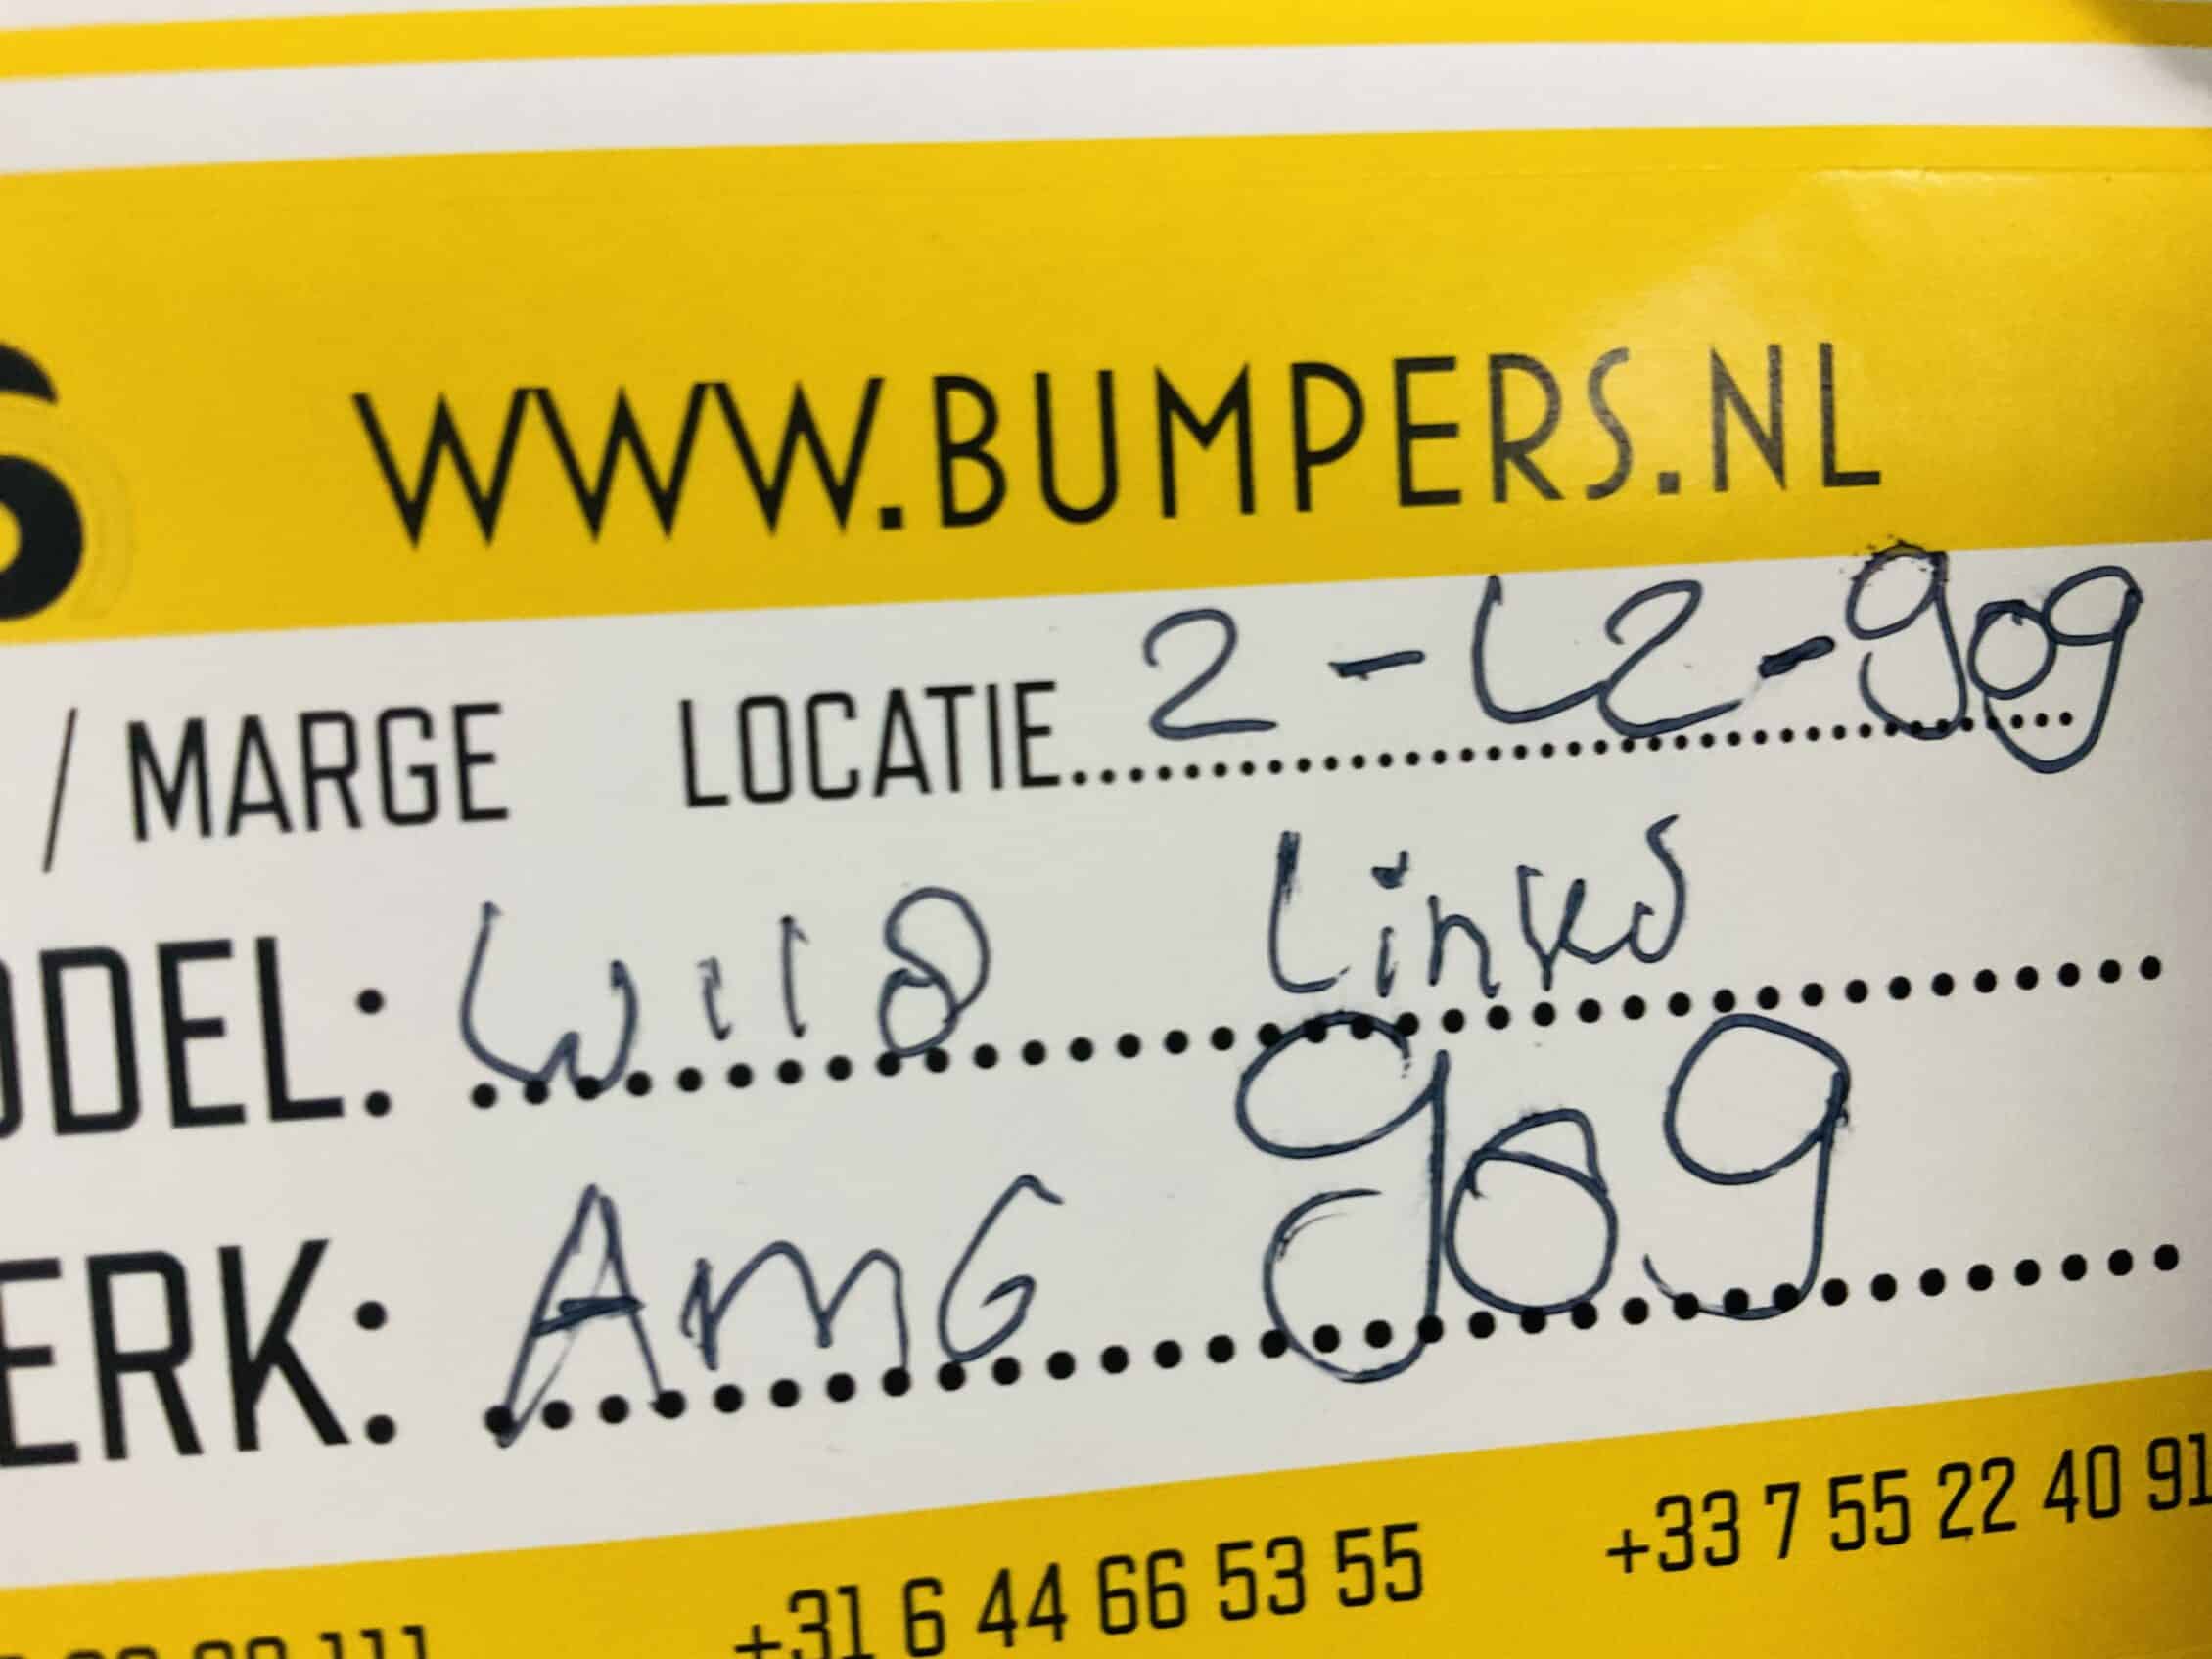 WWW.BUMPERS.NL
/ MARGE LOCATIE 2-L2-909
ODEL: W118 Links
ERK: AMG 909
111 +31 6 44 66 53 55 +33 7 55 22 40 91